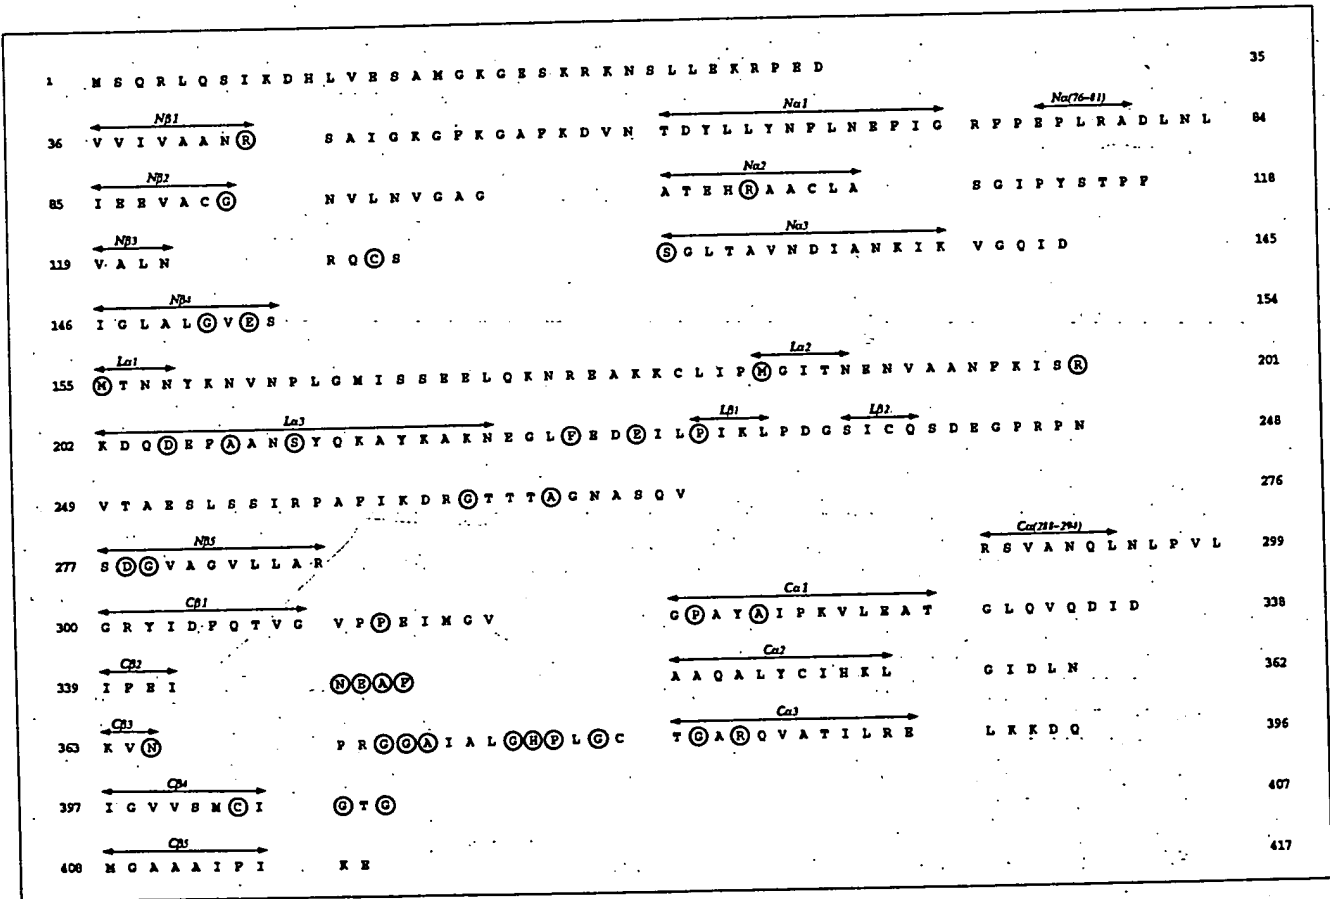 1 M S Q R L Q S I K D H L V E S A M G K G E S K R K N S L L E K R P E D 35
Nβ1 Nα1 Nα(76-81)
36 V V I V A A N R S A I G K G P K G A P K D V N T D Y L L Y N P L N E P I G R P P E P L R A D L N L 84
Nβ2 Nα2
85 I E E V A C G N V L N V G A G A T E H R A A C L A S G I P Y S T P P 118
Nβ3 Nα3
119 V A L N R Q C S S G L T A V N D I A N K I K V G Q I D 145
Nβ4
146 I G L A L G V E S 154
Lα1 Lα2
155 M T N N Y K N V N P L G M I S S E E L Q K N R E A K K C L I P M G I T N E N V A A N P K I S R 201
Lα3 Lβ1 Lβ2
202 K D Q D E P A A N S Y Q K A Y K A K N E G L P E D E I L P I K L P D G S I C Q S D E G P R P N 248
249 V T A E S L S S I R P A P I K D R G T T T A G N A S Q V 276
Nβ5 Cα(288-294)
277 S D G V A G V L L A R R S V A N Q L N L P V L 299
Cβ1 Cα1
300 G R Y I D P Q T V G V P P E I M G V G P A Y A I P K V L E A T G L Q V Q D I D 338
Cβ2 Cα2
339 I P E I N E A P A A Q A L Y C I H K L G I D L N 362
Cβ3 Cα3
363 K V N P R G G A I A L G H P L G C T G A R Q V A T I L R E L K K D Q 396
Cβ4
397 I G V V S M C I G T G 407
Cβ5
408 M G A A A I P I K E 417